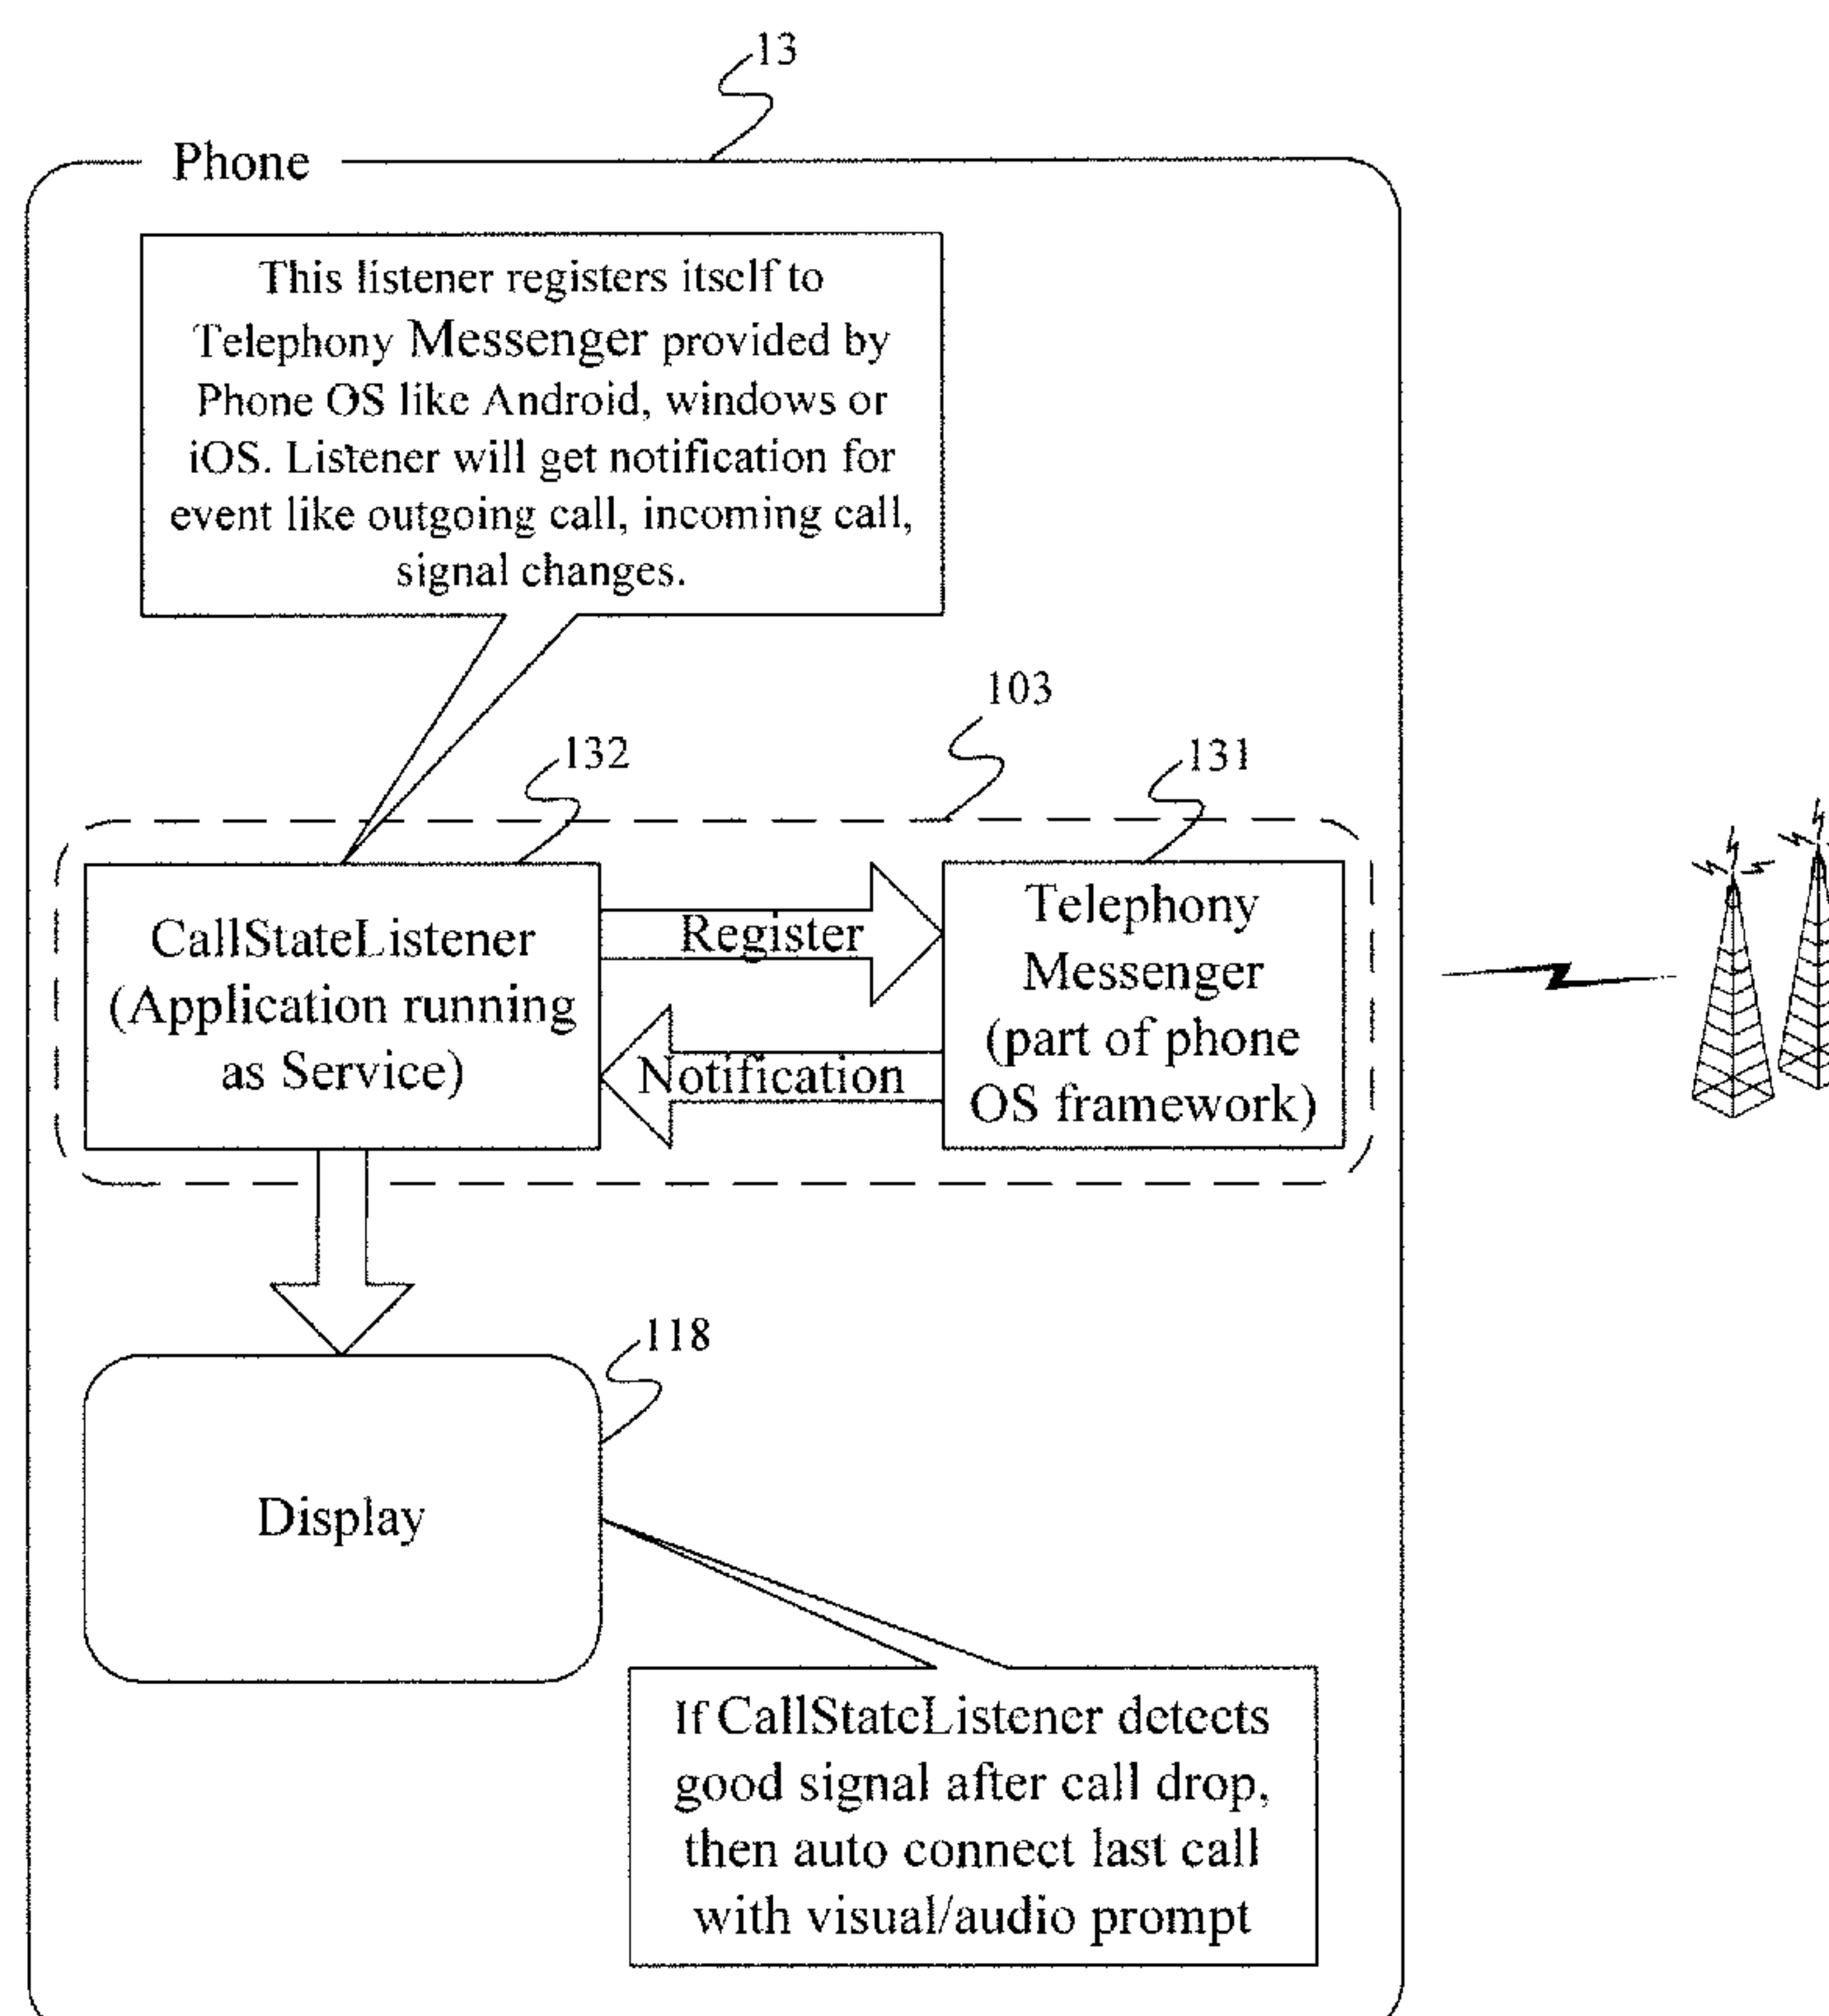 13
Phone
This listener registers itself to
Telephony Messenger provided by
Phone OS like Android, windows or
iOS. Listener will get notification for
event like outgoing call, incoming call,
signal changes.
103
132
131
CallStateListener
(Application running
as Service)
Register
Notification
Telephony
Messenger
(part of phone
OS framework)
118
Display
If CallStateListener detects
good signal after call drop,
then auto connect last call
with visual/audio prompt